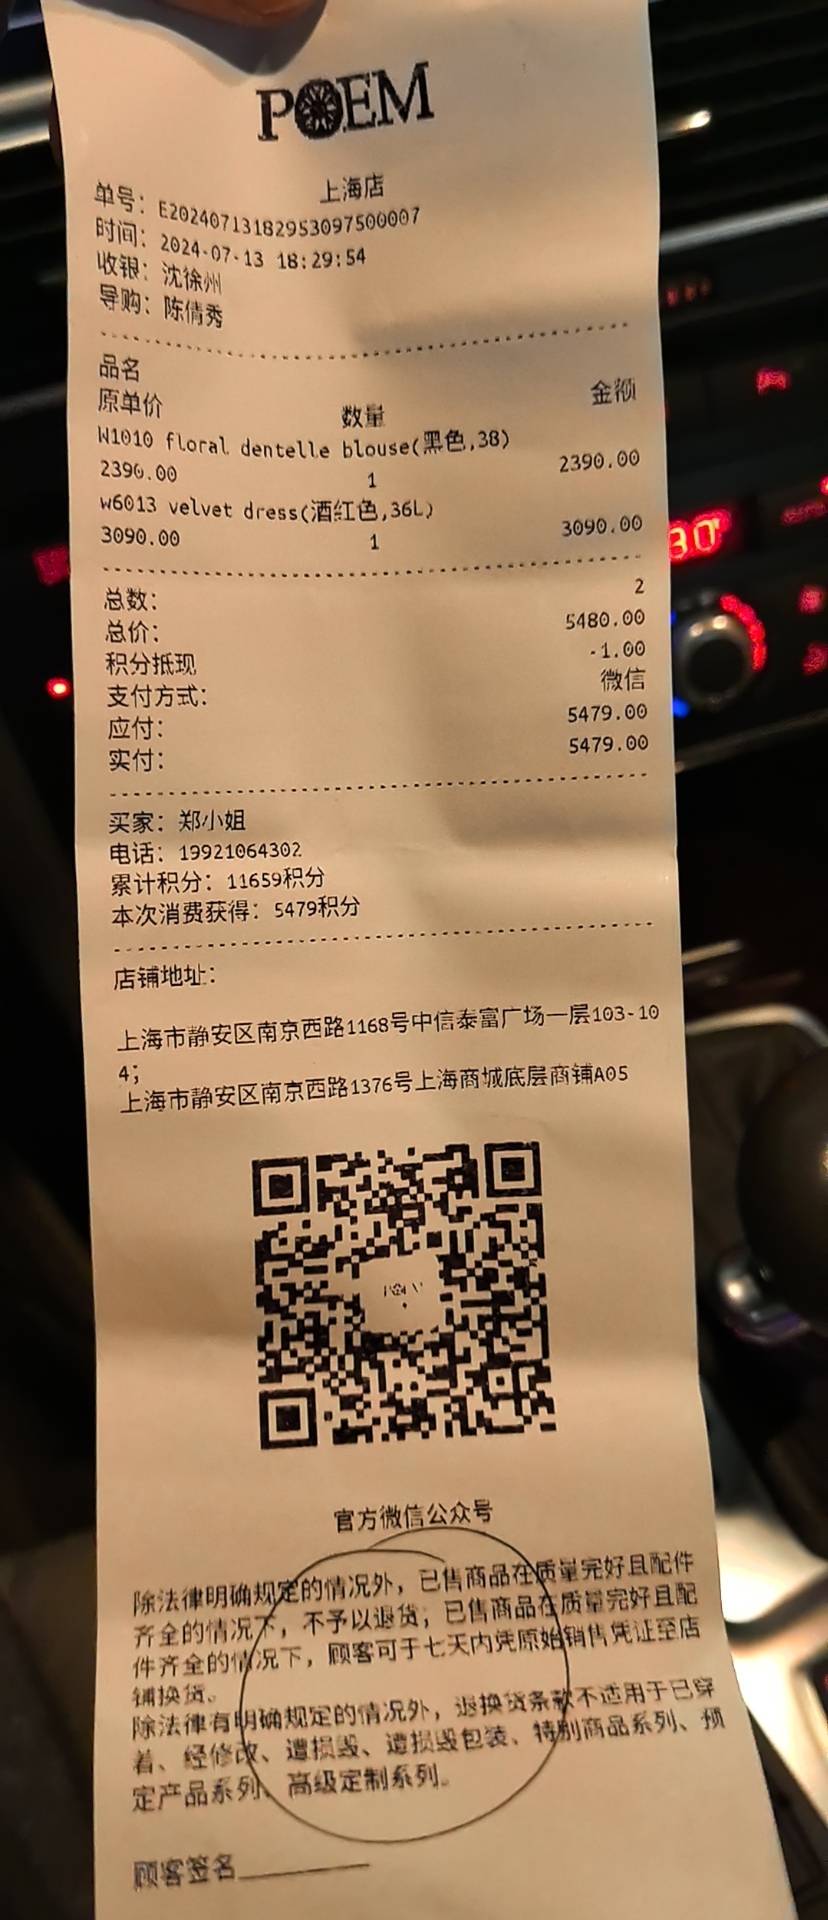 POEM
上海店
单号：E20240713182953097500007
时间：2024-07-13 18:29:54
收银：沈徐州
导购：陈倩秀
品名
原单价 数量 金额
W1010 floral dentelle blouse(黑色,38)
2390.00 1 2390.00
w6013 velvet dress(酒红色,36L)
3090.00 1 3090.00
总数： 2
总价： 5480.00
积分抵现 -1.00
支付方式： 微信
应付： 5479.00
实付： 5479.00
买家：郑小姐
电话：19921064302
累计积分：11659积分
本次消费获得：5479积分
店铺地址：
上海市静安区南京西路1168号中信泰富广场一层103-10
4；
上海市静安区南京西路1376号上海商城底层商铺A05
官方微信公众号
除法律明确规定的情况外，已售商品在质量完好且配件
齐全的情况下，不予以退货；已售商品在质量完好且配
件齐全的情况下，顾客可于七天内凭原始销售凭证至店
铺换货。
除法律有明确规定的情况外，退换货条款不适用于已穿
着、经修改、遭损毁、遭损毁包装、特别商品系列、预
定产品系列、高级定制系列。
顾客签名
30